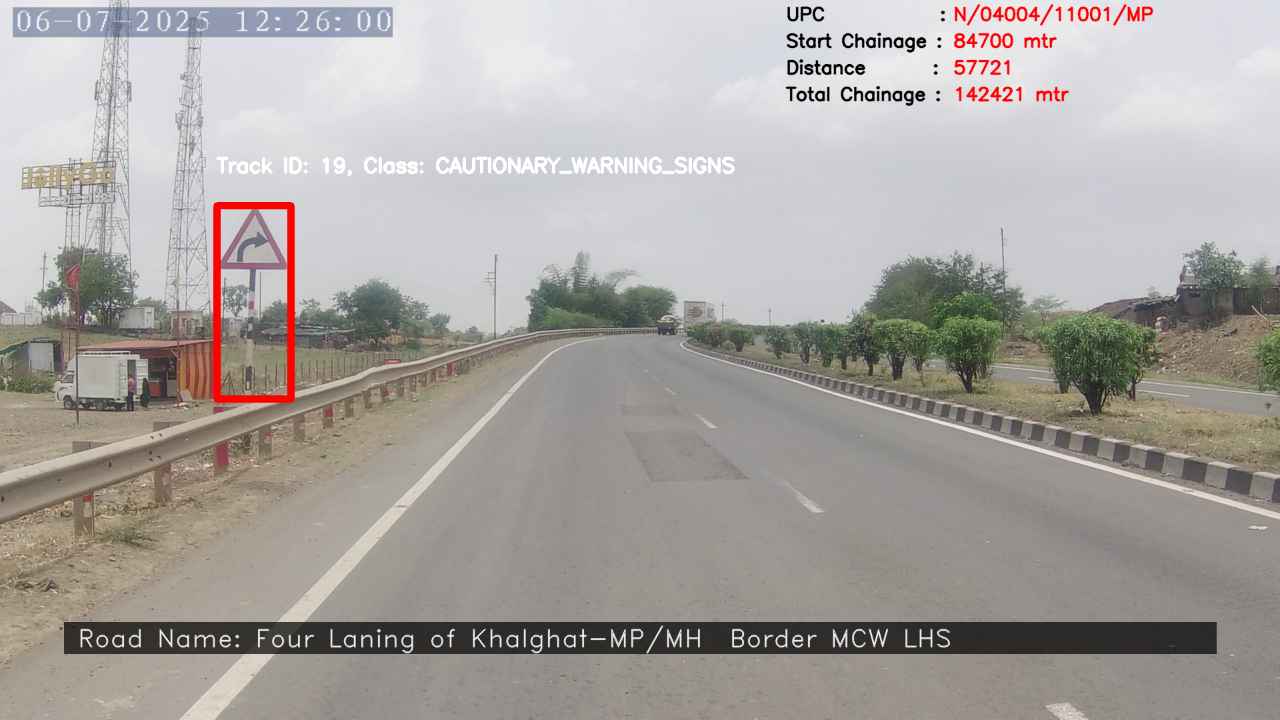 06-07-2025 12:26:00
UPC : N/04004/11001/MP
Start Chainage : 84700 mtr
Distance : 57721
Total Chainage : 142421 mtr
Track ID: 19, Class: CAUTIONARY_WARNING_SIGNS
Road Name: Four Laning of Khalghat-MP/MH Border MCW LHS